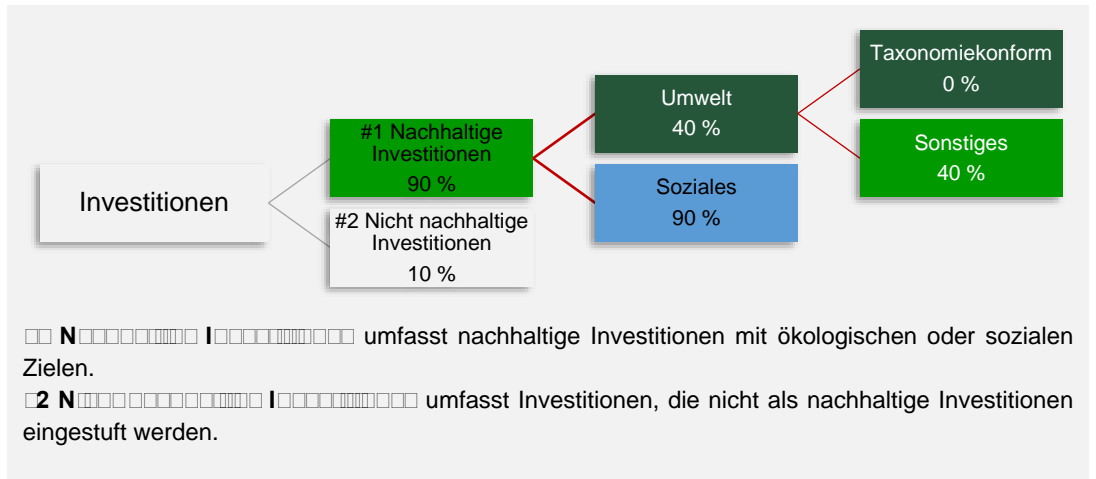 Investitionen
#1 Nachhaltige
Investitionen
90 %
#2 Nicht nachhaltige
Investitionen
10 %
Umwelt
40 %
Soziales
90 %
Taxonomiekonform
0 %
Sonstiges
40 %
umfasst nachhaltige Investitionen mit ökologischen oder sozialen
Zielen.
umfasst Investitionen, die nicht als nachhaltige Investitionen
eingestuft werden.